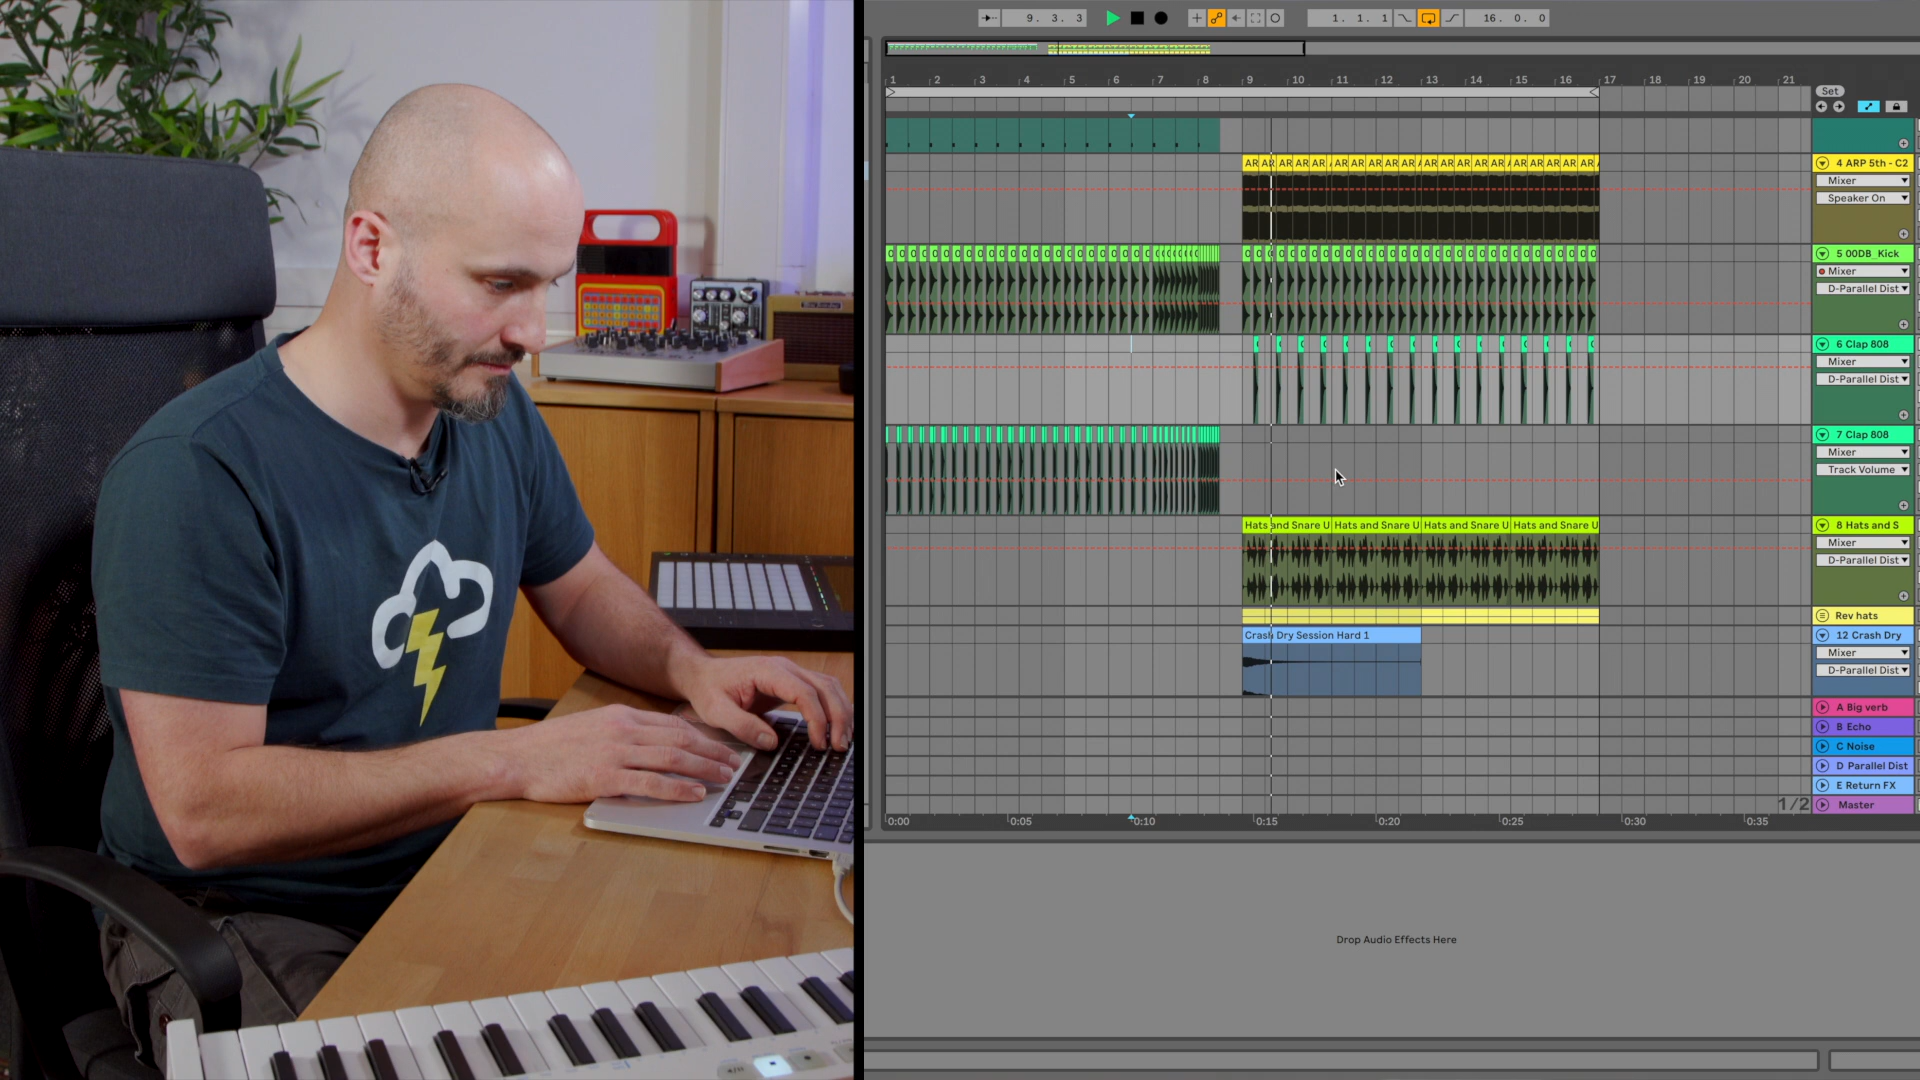 9. 3. 3
1. 1. 1
16. 0. 0
1 2 3 4 5 6 7 8 9 10 11 12 13 14 15 16 17 18 19 20 21
Set
AR AR AR AR AR AR AR AR AR AR AR AR AR AR AR AR AR AR
4 ARP 5th - C2
Mixer
Speaker On
5 00DB_Kick
Mixer
D-Parallel Dist
6 Clap 808
Mixer
D-Parallel Dist
7 Clap 808
Mixer
Track Volume
Hats and Snare U Hats and Snare U Hats and Snare U Hats and Snare U
8 Hats and S
Mixer
D-Parallel Dist
Rev hats
Crash Dry Session Hard 1
12 Crash Dry
Mixer
D-Parallel Dist
A Big verb
B Echo
C Noise
D Parallel Dist
E Return FX
1/2
Master
0:00 0:05 0:10 0:15 0:20 0:25 0:30 0:35
Drop Audio Effects Here